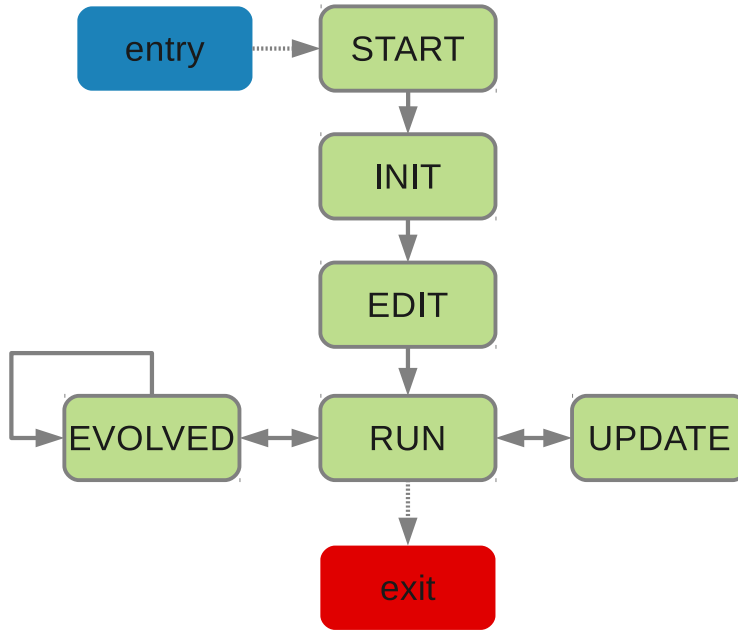 entry
START
INIT
EDIT
EVOLVED
RUN
UPDATE
exit